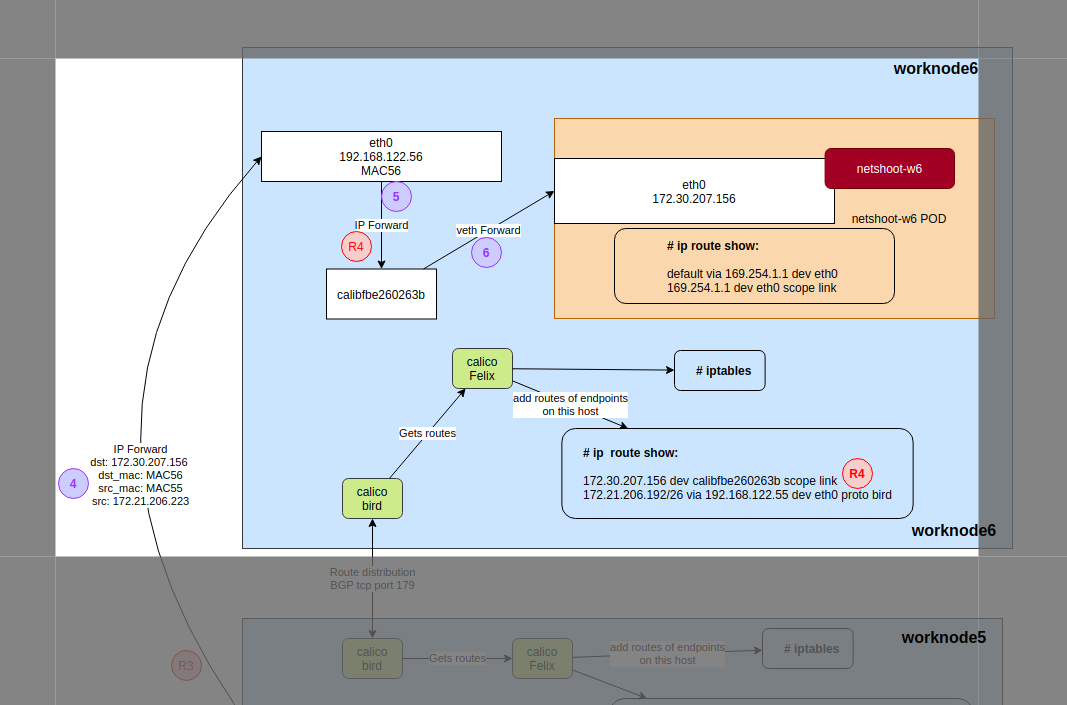 worknode6
eth0
192.168.122.56
MAC56
5
IP Forward
R4
calibfbe260263b
veth Forward
6
eth0
172.30.207.156
netshoot-w6
netshoot-w6 POD
# ip route show:
default via 169.254.1.1 dev eth0
169.254.1.1 dev eth0 scope link
calico
Felix
# iptables
add routes of endpoints
on this host
Gets routes
# ip  route show:
172.30.207.156 dev calibfbe260263b scope link
R4
172.21.206.192/26 via 192.168.122.55 dev eth0 proto bird
calico
bird
worknode6
4
IP Forward
dst: 172.30.207.156
dst_mac: MAC56
src_mac: MAC55
src: 172.21.206.223
Route distribution
BGP tcp port 179
worknode5
R3
calico
bird
Gets routes
calico
Felix
add routes of endpoints
on this host
# iptables